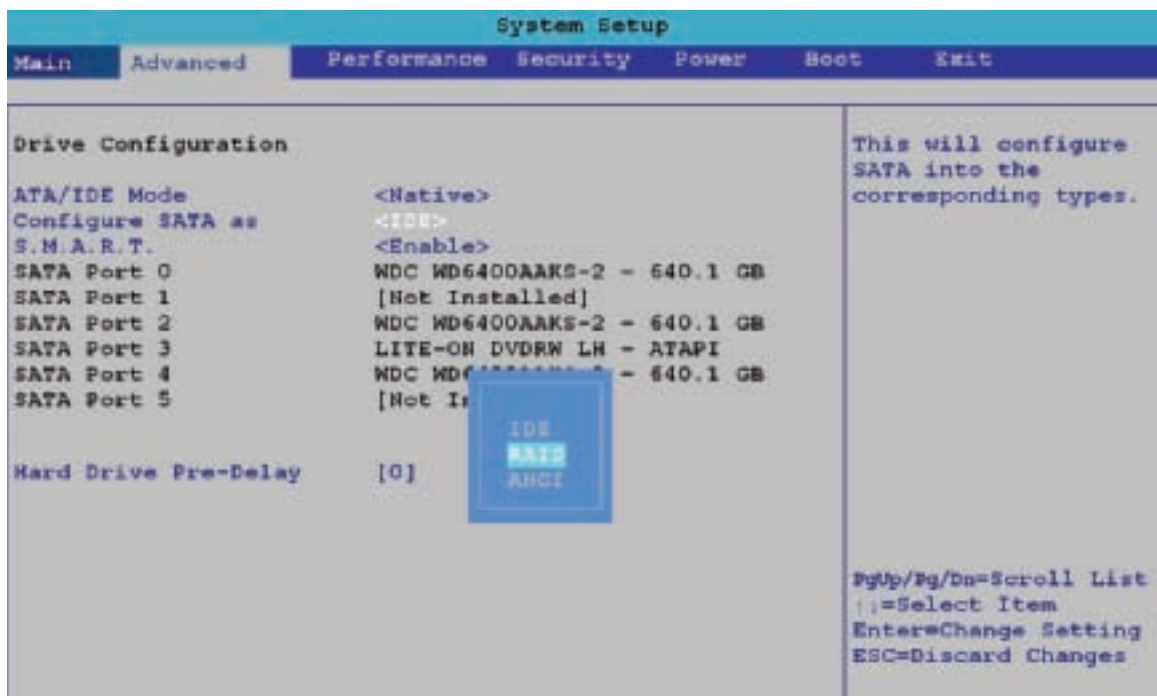 System Setup
Main Advanced Performance Security Power Boot Exit
Drive Configuration
ATA/IDE Mode <Native>
Configure SATA as <IDE>
S.M.A.R.T. <Enable>
SATA Port 0 WDC WD6400AAKS-2 - 640.1 GB
SATA Port 1 [Not Installed]
SATA Port 2 WDC WD6400AAKS-2 - 640.1 GB
SATA Port 3 LITE-ON DVDRW LH - ATAPI
SATA Port 4 WDC - 640.1 GB
SATA Port 5 [Not
Hard Drive Pre-Delay [0]
IDE
RAID
AHCI
This will configure
SATA into the
corresponding types.
PgUp/Pg/Dn=Scroll List
↑↓=Select Item
Enter=Change Setting
ESC=Discard Changes